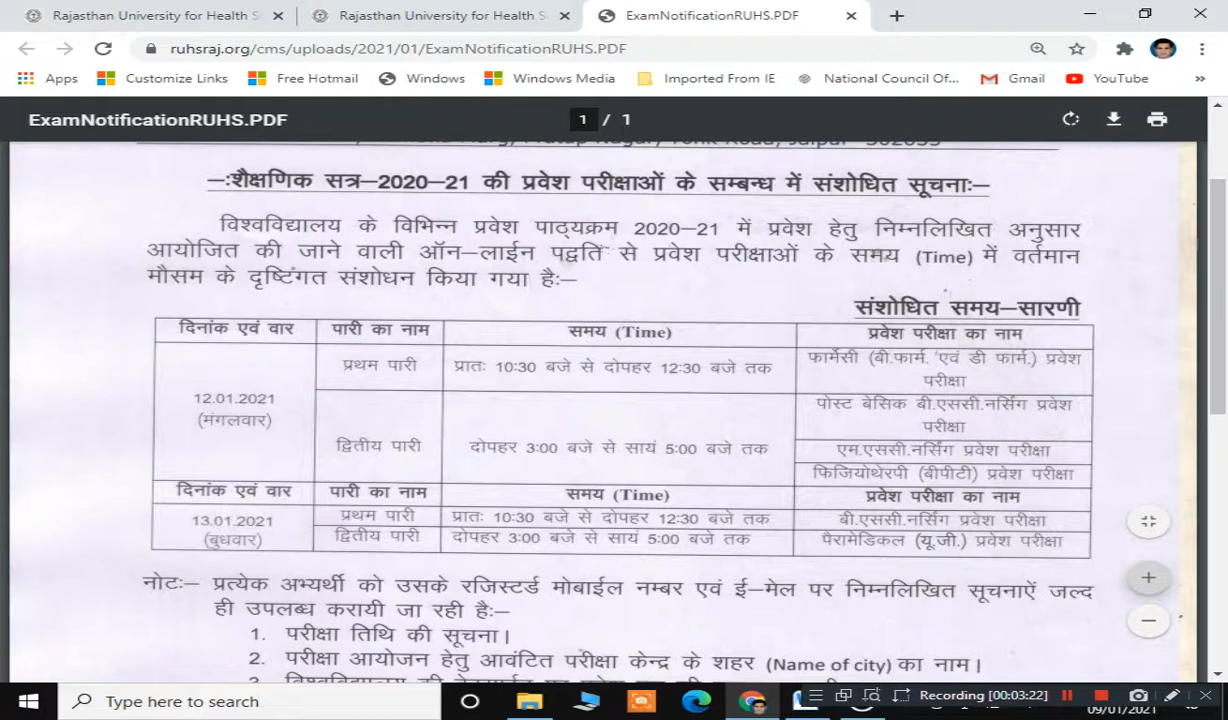 Rajasthan University for Health S
Rajasthan University for Health S
ExamNotificationRUHS.PDF
ruhsraj.org/cms/uploads/2021/01/ExamNotificationRUHS.PDF
Apps
Customize Links
Free Hotmail
Windows
Windows Media
Imported From IE
National Council Of...
Gmail
YouTube
ExamNotificationRUHS.PDF
1 / 1
-:शैक्षणिक सत्र-2020-21 की प्रवेश परीक्षाओं के सम्बन्ध में संशोधित सूचनाः-
विश्वविद्यालय के विभिन्न प्रवेश पाठ्यक्रम 2020-21 में प्रवेश हेतु निम्नलिखित अनुसार
आयोजित की जाने वाली ऑन-लाईन पद्वति से प्रवेश परीक्षाओं के समय (Time) में वर्तमान
मौसम के दृष्टिगत संशोधन किया गया हैः-
संशोधित समय-सारणी
दिनांक एवं वार पारी का नाम समय (Time) प्रवेश परीक्षा का नाम
12.01.2021
(मंगलवार)
प्रथम पारी प्रातः 10:30 बजे से दोपहर 12:30 बजे तक
फार्मेसी (बी.फार्म. एवं डी फार्म.) प्रवेश
परीक्षा
द्वितीय पारी दोपहर 3:00 बजे से सायं 5:00 बजे तक
पोस्ट बेसिक बी.एससी.नर्सिंग प्रवेश
परीक्षा
एम.एससी.नर्सिंग प्रवेश परीक्षा
फिजियोथेरपी (बीपीटी) प्रवेश परीक्षा
दिनांक एवं वार पारी का नाम समय (Time) प्रवेश परीक्षा का नाम
13.01.2021
(बुधवार)
प्रथम पारी प्रातः 10:30 बजे से दोपहर 12:30 बजे तक बी.एससी.नर्सिंग प्रवेश परीक्षा
द्वितीय पारी दोपहर 3:00 बजे से सायं 5:00 बजे तक पैरामेडिकल (यू.जी.) प्रवेश परीक्षा
नोटः- प्रत्येक अभ्यर्थी को उसके रजिस्टर्ड मोबाईल नम्बर एवं ई-मेल पर निम्नलिखित सूचनाऐं जल्द
ही उपलब्ध करायी जा रही हैः-
1. परीक्षा तिथि की सूचना।
2. परीक्षा आयोजन हेतु आवंटित परीक्षा केन्द्र के शहर (Name of city) का नाम।
Type here to search
Recording [00:03:22]
09/01/2021